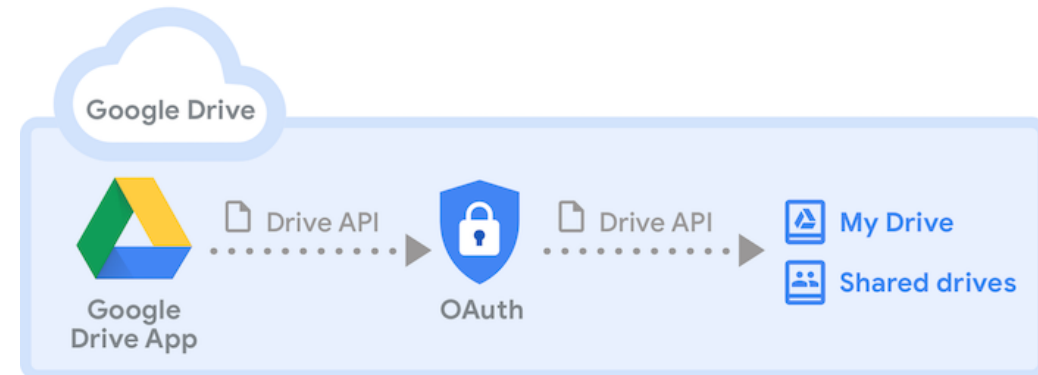 Google Drive
Drive API
Drive API
My Drive
Shared drives
Google
Drive App
OAuth